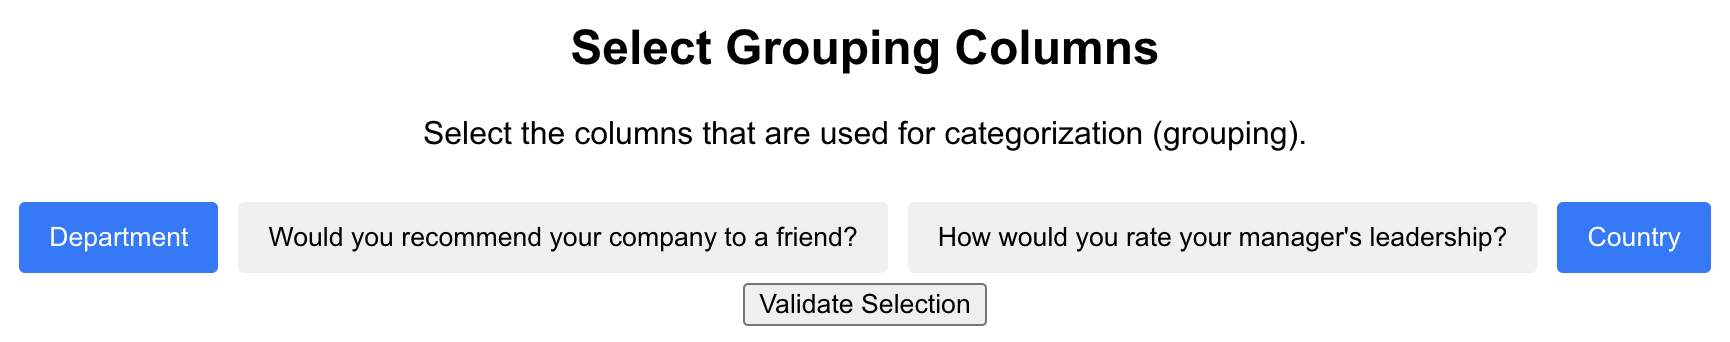 Select Grouping Columns
Select the columns that are used for categorization (grouping).
Department Would you recommend your company to a friend? How would you rate your manager's leadership? Country
Validate Selection